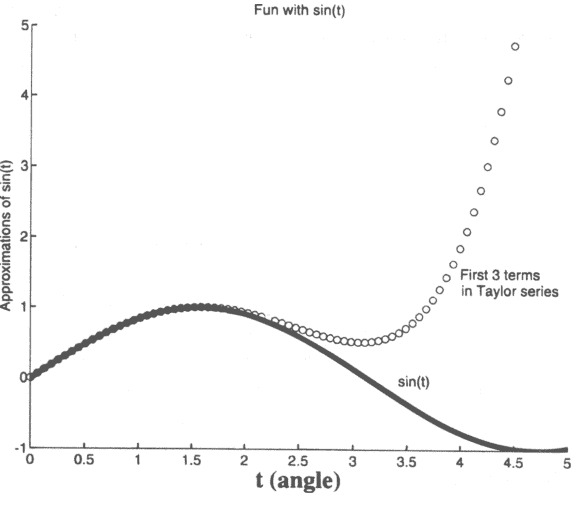 Fun with sin(t)
Approximations of sin(t)
5
4
3
2
1
0
-1
First 3 terms
in Taylor series
sin(t)
0 0.5 1 1.5 2 2.5 3 3.5 4 4.5 5
t (angle)